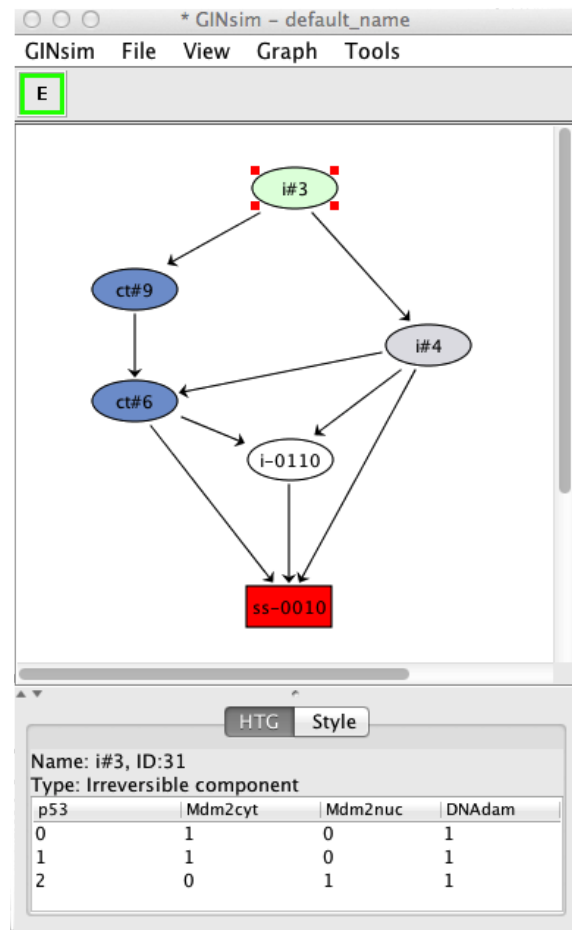 * GINsim – default_name
GINsim File View Graph Tools
E
i#3
ct#9
i#4
ct#6
i-0110
ss-0010
HTG Style
Name: i#3, ID:31
Type: Irreversible component
p53 Mdm2cyt Mdm2nuc DNAdam
0 1 0 1
1 1 0 1
2 0 1 1